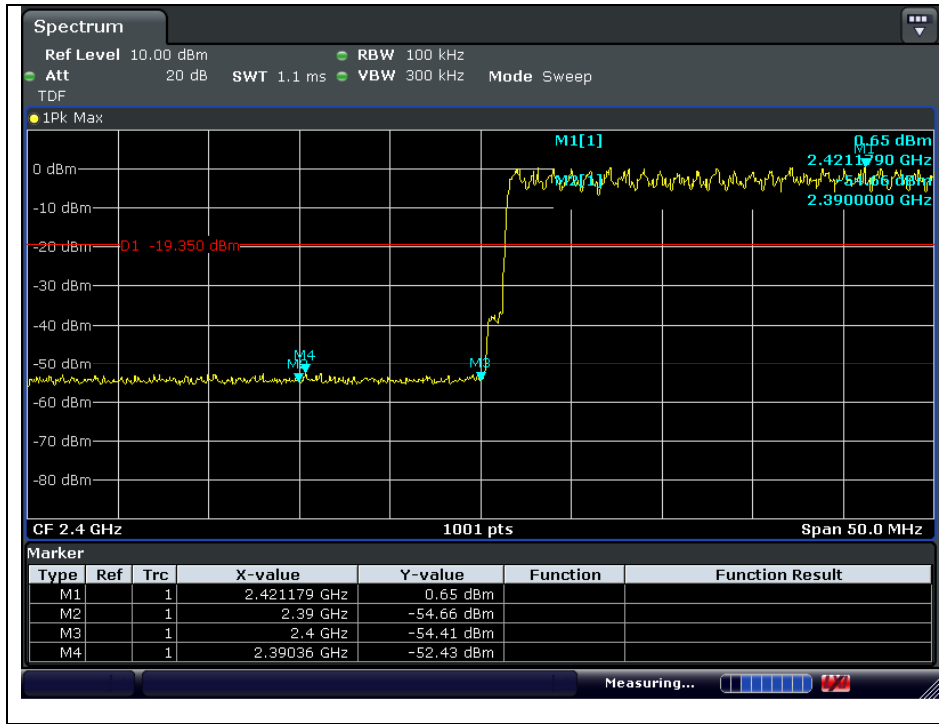 Spectrum
Ref Level 10.00 dBm RBW 100 kHz
Att 20 dB SWT 1.1 ms VBW 300 kHz Mode Sweep
TDF
1Pk Max
M1[1] 0.65 dBm
M1
2.4211790 GHz
0 dBm
M2[1] -54.66 dBm
2.3900000 GHz
-10 dBm
-20 dBm D1 -19.350 dBm
-30 dBm
-40 dBm
M4
-50 dBm M3
-60 dBm
-70 dBm
-80 dBm
CF 2.4 GHz 1001 pts Span 50.0 MHz
Marker
Type Ref Trc X-value Y-value Function Function Result
M1 1 2.421179 GHz 0.65 dBm
M2 1 2.39 GHz -54.66 dBm
M3 1 2.4 GHz -54.41 dBm
M4 1 2.39036 GHz -52.43 dBm
Measuring...